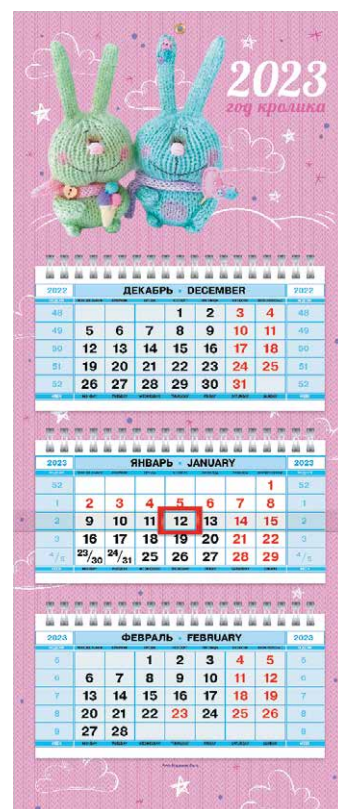 2023
год кролика
2022 ДЕКАБРЬ - DECEMBER 2022
48 1 2 3 4 48
49 5 6 7 8 9 10 11 49
50 12 13 14 15 16 17 18 50
51 19 20 21 22 23 24 25 51
52 26 27 28 29 30 31 52
2023 ЯНВАРЬ - JANUARY 2023
52 1 52
1 2 3 4 5 6 7 8 1
2 9 10 11 12 13 14 15 2
3 16 17 18 19 20 21 22 3
4/5 23/30 24/31 25 26 27 28 29 4/5
2023 ФЕВРАЛЬ - FEBRUARY 2023
5 1 2 3 4 5 5
6 6 7 8 9 10 11 12 6
7 13 14 15 16 17 18 19 7
8 20 21 22 23 24 25 26 8
9 27 28 9